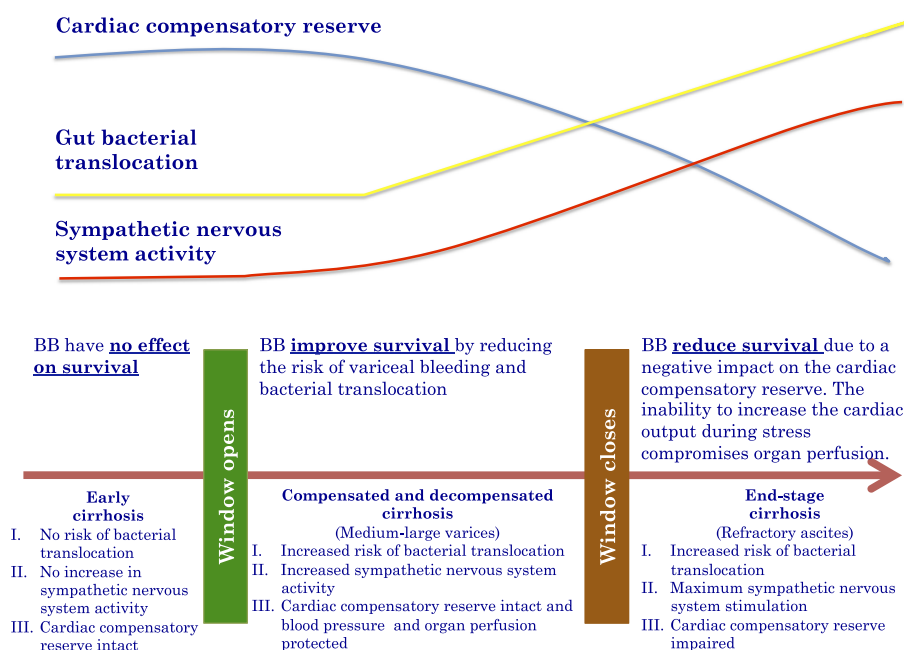 Cardiac compensatory reserve
Gut bacterial
translocation
Sympathetic nervous
system activity
BB have no effect
on survival
Window opens
BB improve survival by reducing
the risk of variceal bleeding and
bacterial translocation
Window closes
BB reduce survival due to a
negative impact on the cardiac
compensatory reserve. The
inability to increase the cardiac
output during stress
compromises organ perfusion.
Early
cirrhosis
I. No risk of bacterial
translocation
II. No increase in
sympathetic nervous
system activity
III. Cardiac compensatory
reserve intact
Compensated and decompensated
cirrhosis
(Medium-large varices)
I. Increased risk of bacterial translocation
II. Increased sympathetic nervous system
activity
III. Cardiac compensatory reserve intact and
blood pressure and organ perfusion
protected
End-stage
cirrhosis
(Refractory ascites)
I. Increased risk of bacterial
translocation
II. Maximum sympathetic nervous
system stimulation
III. Cardiac compensatory reserve
impaired